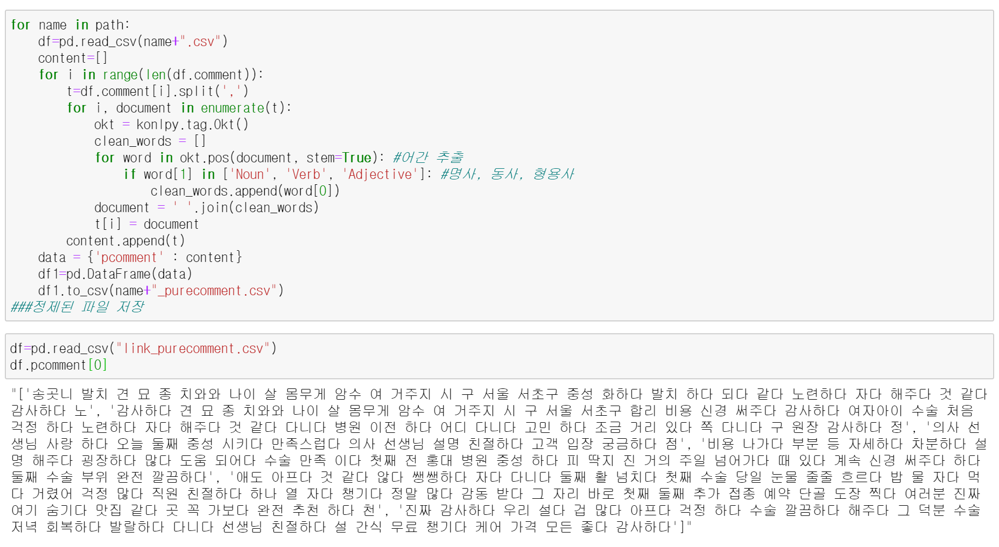 for name in path:
    df=pd.read_csv(name+".csv")
    content=[]
    for i in range(len(df.comment)):
        t=df.comment[i].split(',')
        for i, document in enumerate(t):
            okt = konlpy.tag.Okt()
            clean_words = []
            for word in okt.pos(document, stem=True): #어간 추출
                if word[1] in ['Noun', 'Verb', 'Adjective']: #명사, 동사, 형용사
                    clean_words.append(word[0])
            document = ' '.join(clean_words)
            t[i] = document
        content.append(t)
    data = {'pcomment' : content}
    df1=pd.DataFrame(data)
    df1.to_csv(name+"_purecomment.csv")
###정제된 파일 저장
df=pd.read_csv("link_purecomment.csv")
df.pcomment[0]
"['송곳니 발치 견 묘 종 치와와 나이 살 몸무게 암수 여 거주지 시 구 서울 서초구 중성 화하다 발치 하다 되다 같다 노련하다 자다 해주다 것 같다
감사하다 노', '감사하다 견 묘 종 치와와 나이 살 몸무게 암수 여 거주지 시 구 서울 서초구 합리 비용 신경 써주다 감사하다 여자아이 수술 처음
걱정 하다 노련하다 자다 해주다 것 같다 다니다 병원 이전 하다 어디 다니다 고민 하다 조금 거리 있다 쪽 다니다 구 원장 감사하다 정', '의사 선
생님 사랑 하다 오늘 둘째 중성 시키다 만족스럽다 의사 선생님 설명 친절하다 고객 입장 궁금하다 점', '비용 나가다 부분 등 자세하다 차분하다 설
명 해주다 굉장하다 많다 도움 되어다 수술 만족 이다 첫째 전 홍대 병원 중성 하다 피 딱지 진 거의 주일 넘어가다 때 있다 계속 신경 써주다 하다
둘째 수술 부위 완전 깔끔하다', '애도 아프다 것 같다 않다 쌩쌩하다 자다 다니다 둘째 활 넘치다 첫째 수술 당일 눈물 줄줄 흐르다 밥 물 자다 먹
다 거렸어 걱정 많다 직원 친절하다 하나 열 자다 챙기다 정말 많다 감동 받다 그 자리 바로 첫째 둘째 추가 접종 예약 단골 도장 찍다 여러분 진짜
여기 숨기다 맛집 같다 곳 꼭 가보다 완전 추천 하다 천', '진짜 감사하다 우리 설다 겁 많다 아프다 걱정 하다 수술 깔끔하다 해주다 그 덕분 수술
저녁 회복하다 발랄하다 다니다 선생님 친절하다 설 간식 무료 챙기다 케어 가격 모든 좋다 감사하다']"